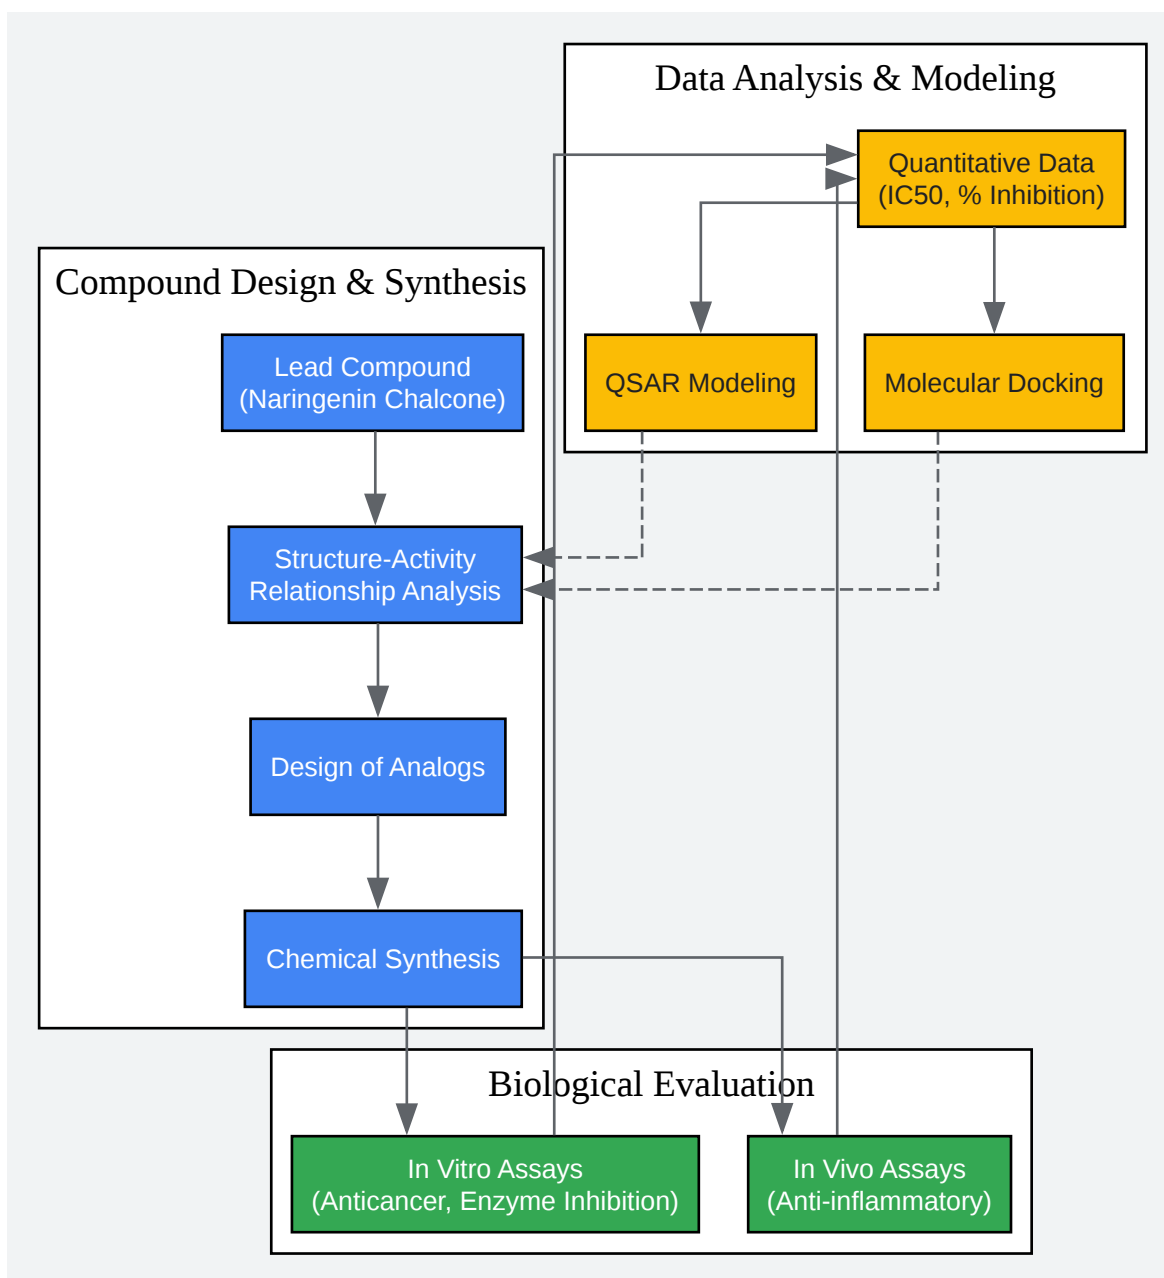 Data Analysis & Modeling
Quantitative Data
(IC50, % Inhibition)
QSAR Modeling
Molecular Docking
Compound Design & Synthesis
Lead Compound
(Naringenin Chalcone)
Structure-Activity
Relationship Analysis
Design of Analogs
Chemical Synthesis
Biological Evaluation
In Vitro Assays
(Anticancer, Enzyme Inhibition)
In Vivo Assays
(Anti-inflammatory)